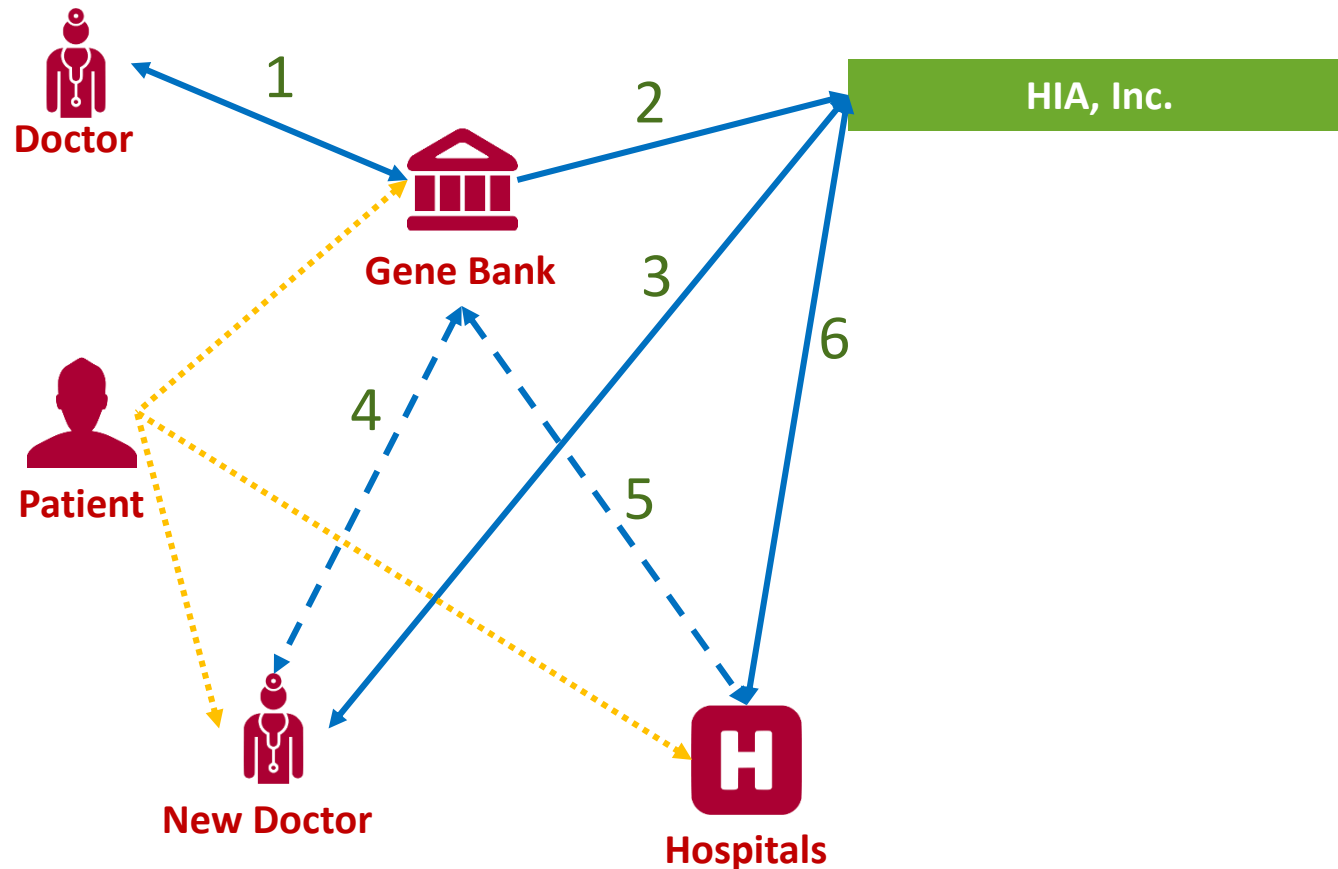 1
2
HIA, Inc.
Doctor
Gene Bank
3
6
4
Patient
5
H
New Doctor
Hospitals